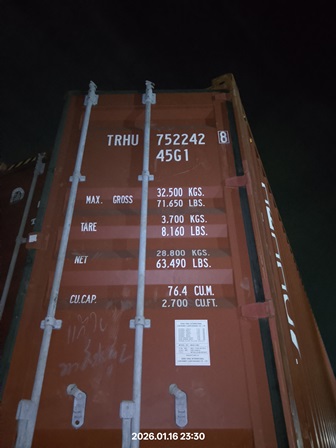 TRHU 752242 8
45G1
MAX. GROSS 32.500 KGS.
71.650 LBS.
TARE 3.700 KGS.
8.160 LBS.
NET 28.800 KGS.
63.490 LBS.
CU.CAP. 76.4 CU.M.
2.700 CU.FT.
2026.01.16 23:30